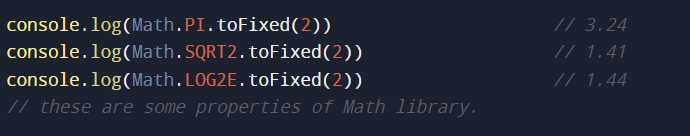 console.log(Math.PI.toFixed(2)) // 3.24
console.log(Math.SQRT2.toFixed(2)) // 1.41
console.log(Math.LOG2E.toFixed(2)) // 1.44
// these are some properties of Math library.